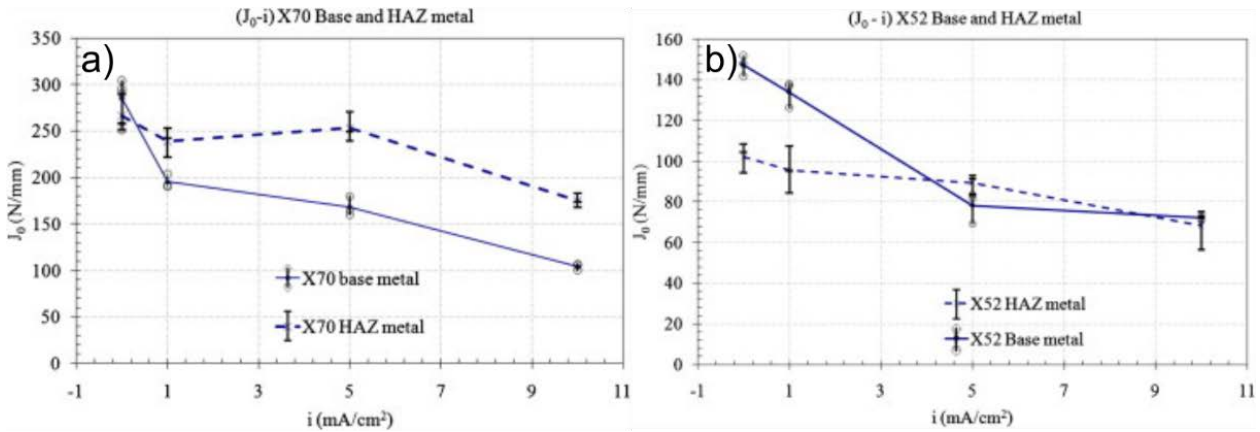 (J₀-i) X70 Base and HAZ metal
a)
350
300
250
200
150
100
50
0
J₀ (N/mm)
-1 1 3 5 7 9 11
i (mA/cm²)
X70 base metal
X70 HAZ metal
(J₀ - i) X52 Base and HAZ metal
b)
160
140
120
100
80
60
40
20
0
J₀ (N/mm)
-1 1 3 5 7 9 11
i (mA/cm²)
X52 HAZ metal
X52 Base metal